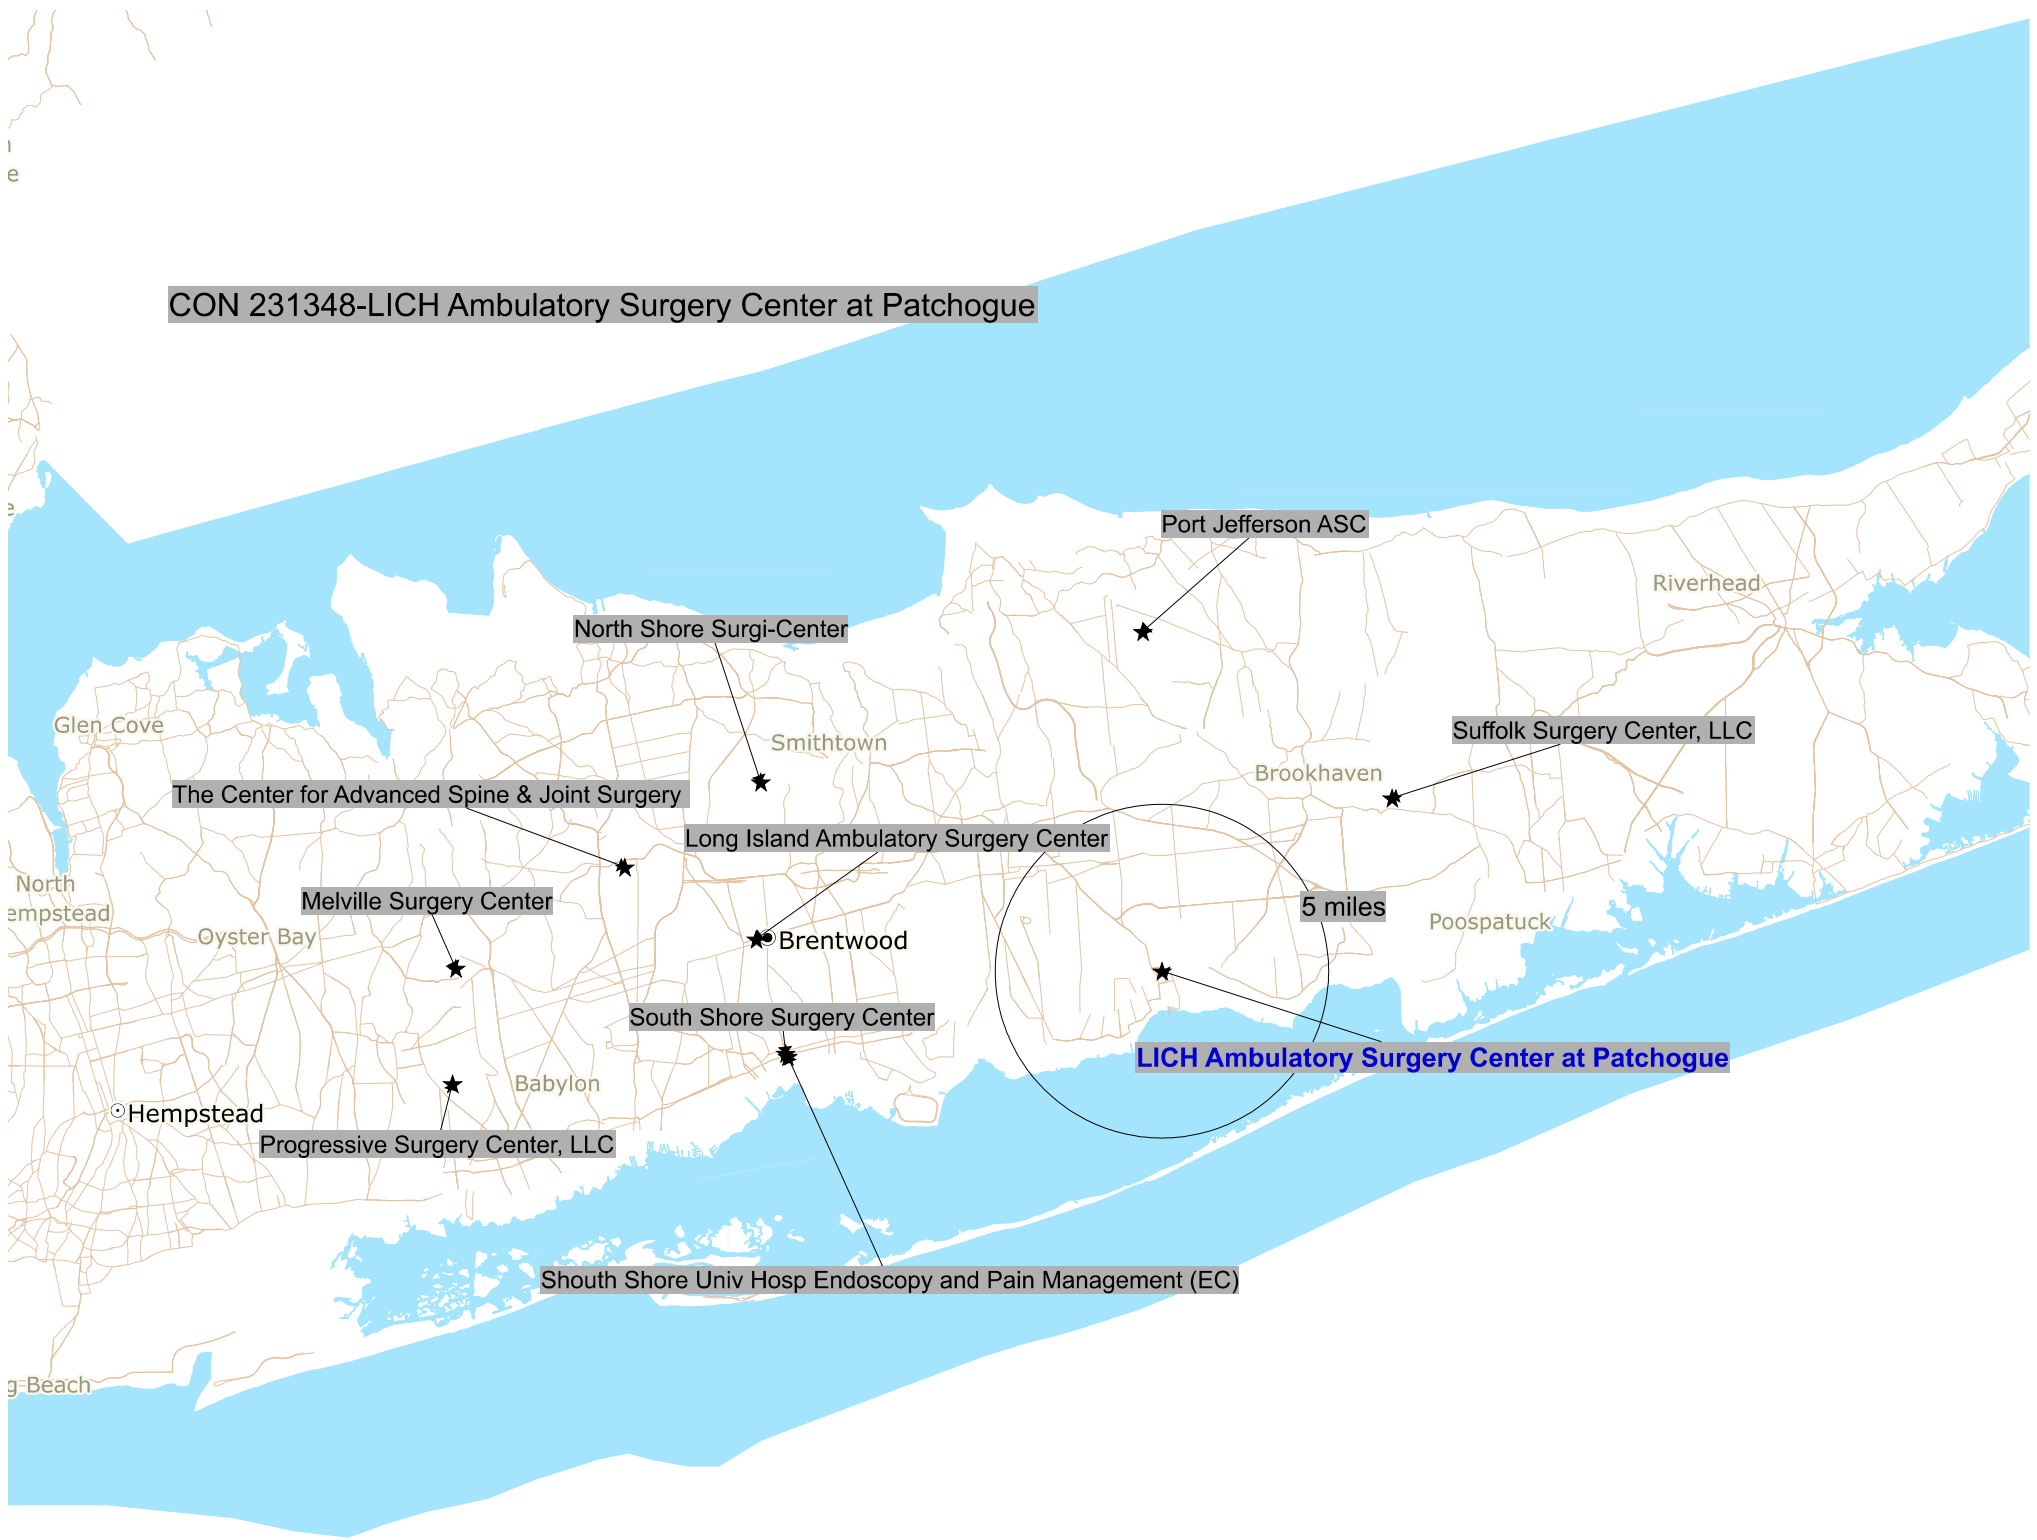 CON 231348-LICH Ambulatory Surgery Center at Patchogue
Port Jefferson ASC
Riverhead
North Shore Surgi-Center
Glen Cove
Smithtown
Suffolk Surgery Center, LLC
Brookhaven
The Center for Advanced Spine & Joint Surgery
Long Island Ambulatory Surgery Center
North
empstead
Melville Surgery Center
5 miles
Poospatuck
Oyster Bay
Brentwood
South Shore Surgery Center
LICH Ambulatory Surgery Center at Patchogue
Babylon
Hempstead
Progressive Surgery Center, LLC
Shouth Shore Univ Hosp Endoscopy and Pain Management (EC)
g Beach